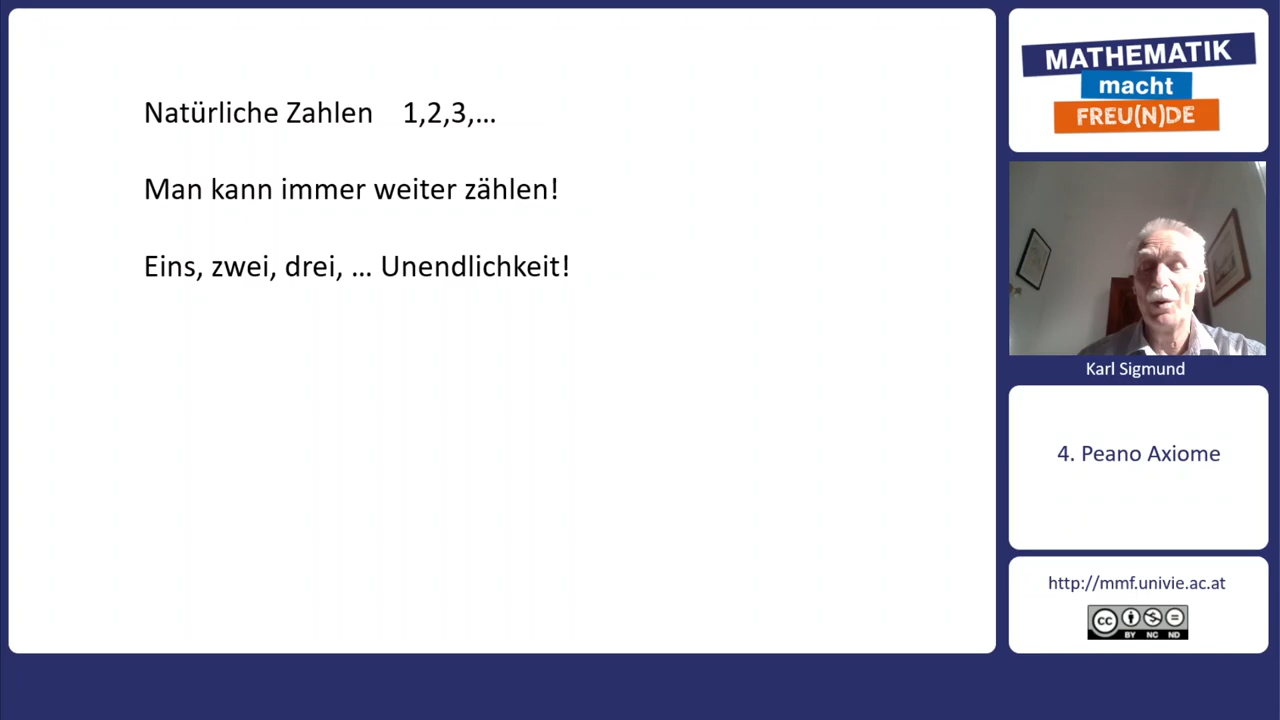 Natürliche Zahlen 1,2,3,...
Man kann immer weiter zählen!
Eins, zwei, drei, ... Unendlichkeit!
MATHEMATIK
macht
FREU(N)DE
Karl Sigmund
4. Peano Axiome
http://mmf.univie.ac.at
cc
BY NC ND